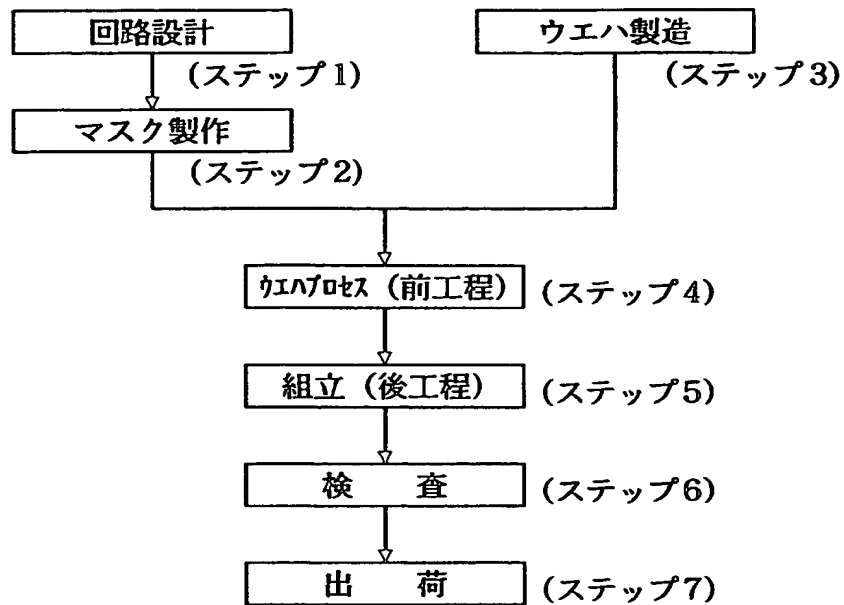 回路設計
(ステップ1)
マスク製作
(ステップ2)
ウエハ製造
(ステップ3)
ｳｴﾊﾌﾟﾛｾｽ (前工程)
(ステップ4)
組立 (後工程)
(ステップ5)
検 査
(ステップ6)
出 荷
(ステップ7)